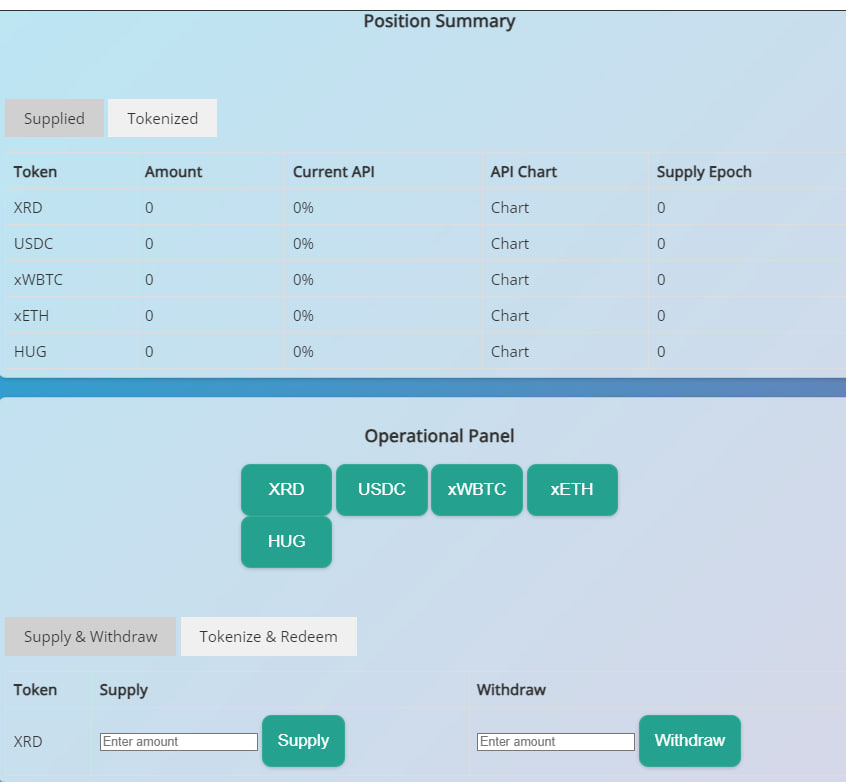 Position Summary
Supplied Tokenized
Token Amount Current API API Chart Supply Epoch
XRD 0 0% Chart 0
USDC 0 0% Chart 0
xWBTC 0 0% Chart 0
xETH 0 0% Chart 0
HUG 0 0% Chart 0
Operational Panel
XRD USDC xWBTC xETH
HUG
Supply & Withdraw Tokenize & Redeem
Token Supply Withdraw
XRD Enter amount Supply Enter amount Withdraw